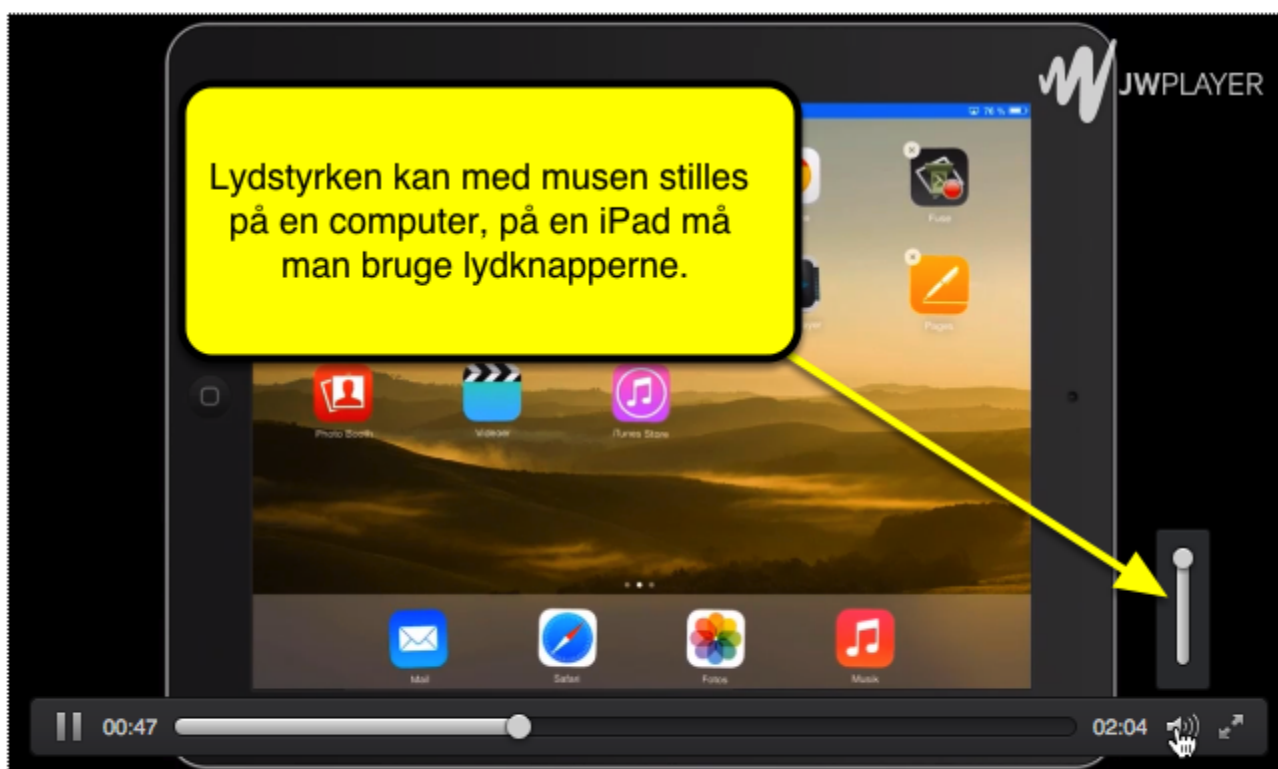 JWPLAYER
76 %
Lydstyrken kan med musen stilles
på en computer, på en iPad må
man bruge lydknapperne.
Fuse
Pages
Photo Booth
Videoer
iTunes Store
Mail
Safari
Fotos
Musik
00:47
02:04